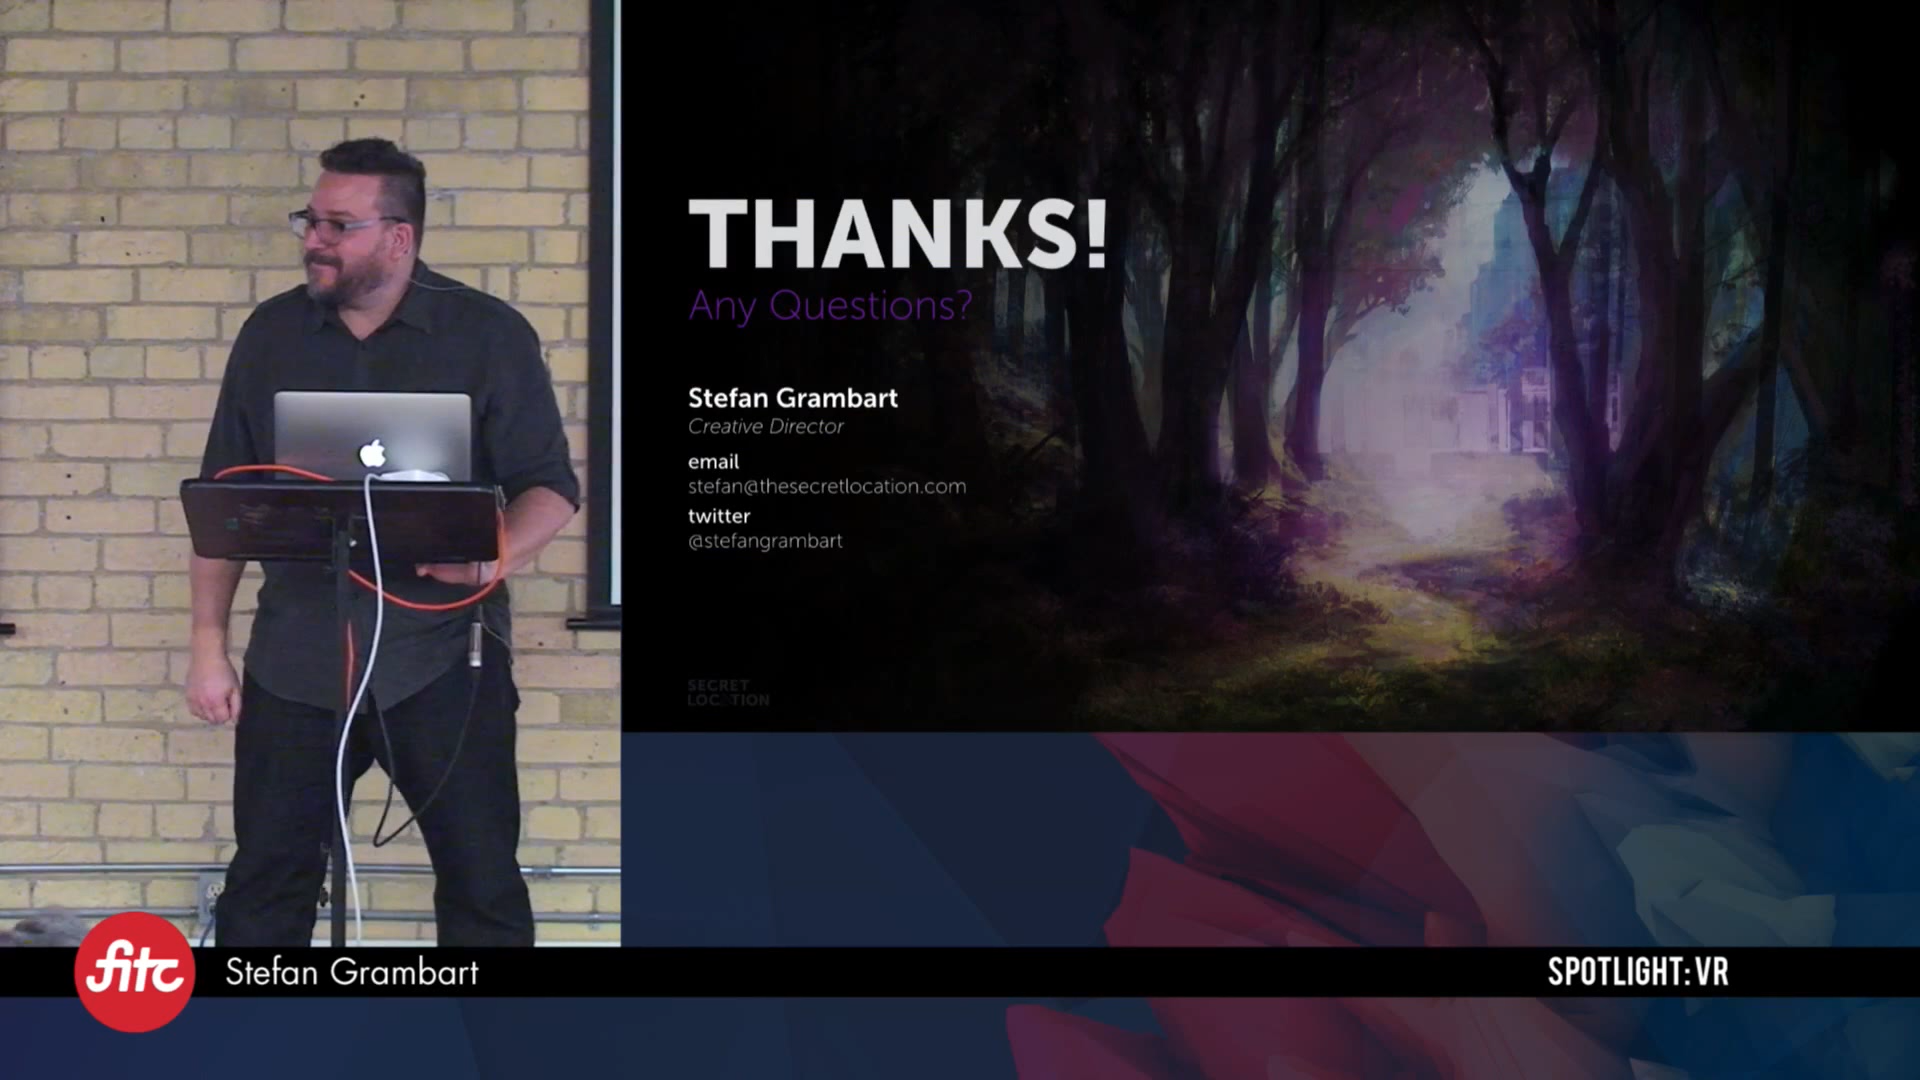 THANKS!
Any Questions?
Stefan Grambart
Creative Director
email
stefan@thesecretlocation.com
twitter
@stefangrambart
SECRET
LOCATION
fitc
Stefan Grambart
SPOTLIGHT: VR